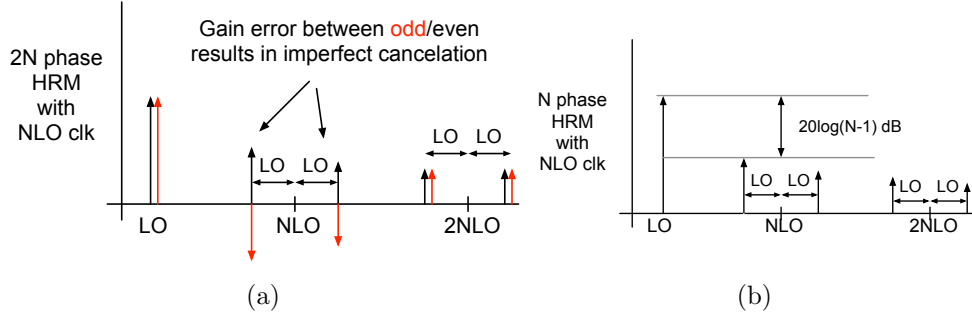 Gain error between odd/even
results in imperfect cancelation
2N phase
HRM
with
NLO clk
LO
LO
LO
LO
LO
NLO
2NLO
(a)
N phase
HRM
with
NLO clk
20log(N-1) dB
LO
LO
LO
LO
LO
NLO
2NLO
(b)